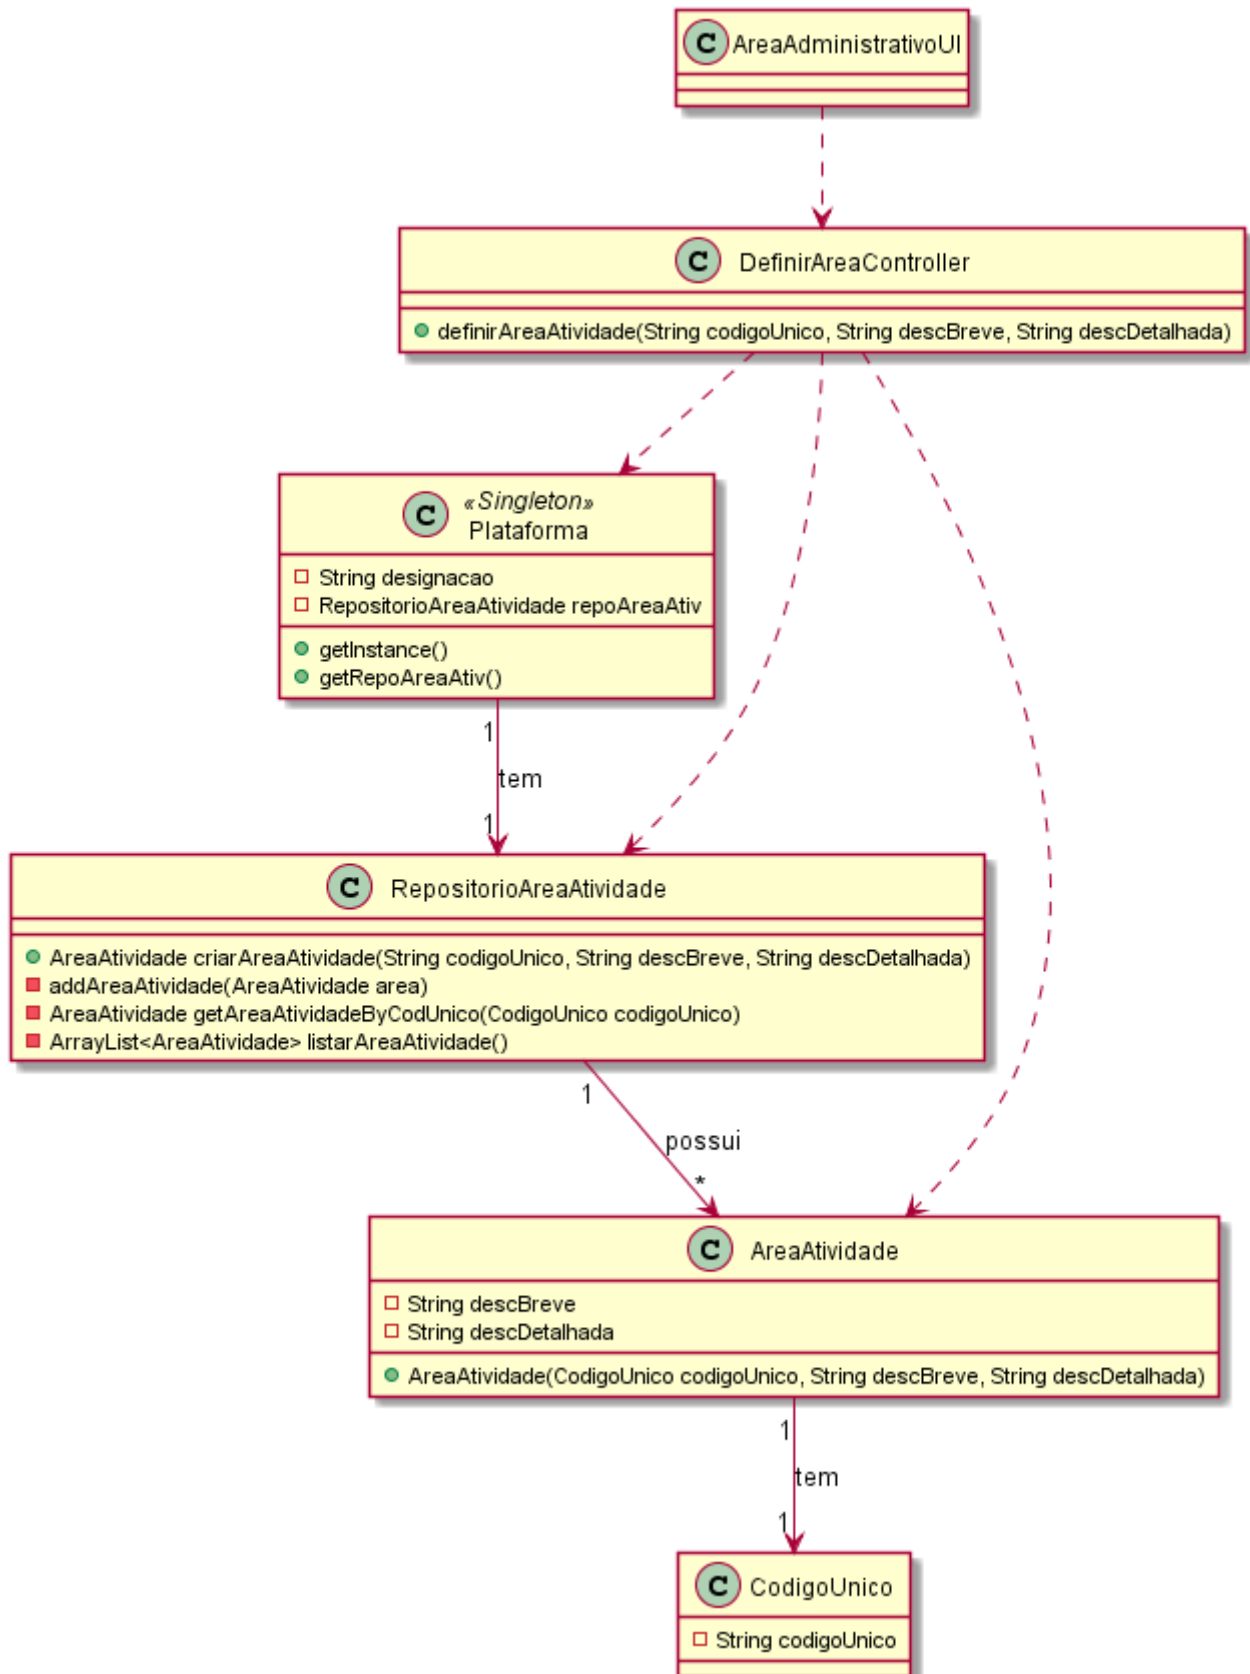 C AreaAdministrativoUI
C DefinirAreaController
definirAreaAtividade(String codigoUnico, String descBreve, String descDetalhada)
«Singleton»
C Plataforma
String designacao
RepositorioAreaAtividade repoAreaAtiv
getInstance()
getRepoAreaAtiv()
1
tem
1
C RepositorioAreaAtividade
AreaAtividade criarAreaAtividade(String codigoUnico, String descBreve, String descDetalhada)
addAreaAtividade(AreaAtividade area)
AreaAtividade getAreaAtividadeByCodUnico(CodigoUnico codigoUnico)
ArrayList<AreaAtividade> listarAreaAtividade()
1
possui
*
C AreaAtividade
String descBreve
String descDetalhada
AreaAtividade(CodigoUnico codigoUnico, String descBreve, String descDetalhada)
1
tem
1
C CodigoUnico
String codigoUnico